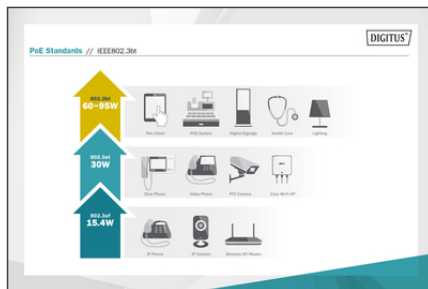 DIGITUS®
PoE Standards // IEEE802.3bt
802.3bt
60~95W
Thin Client
POS System
Digital Signage
Health Care
Lighting
802.3at
30W
Door Phone
Video Phone
PTZ Camera
11ac Wi-Fi AP
802.3af
15.4W
IP Phone
IP Camera
Wireless AP/Router